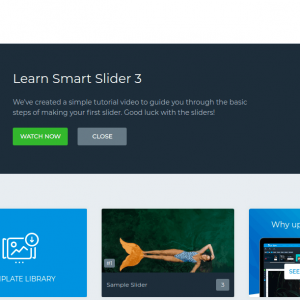 Learn Smart Slider 3
We've created a simple tutorial video to guide you through the basic
steps of making your first slider. Good luck with the sliders!
WATCH NOW CLOSE
Why up
#1
SEE
PLATE LIBRARY
Sample Slider 3